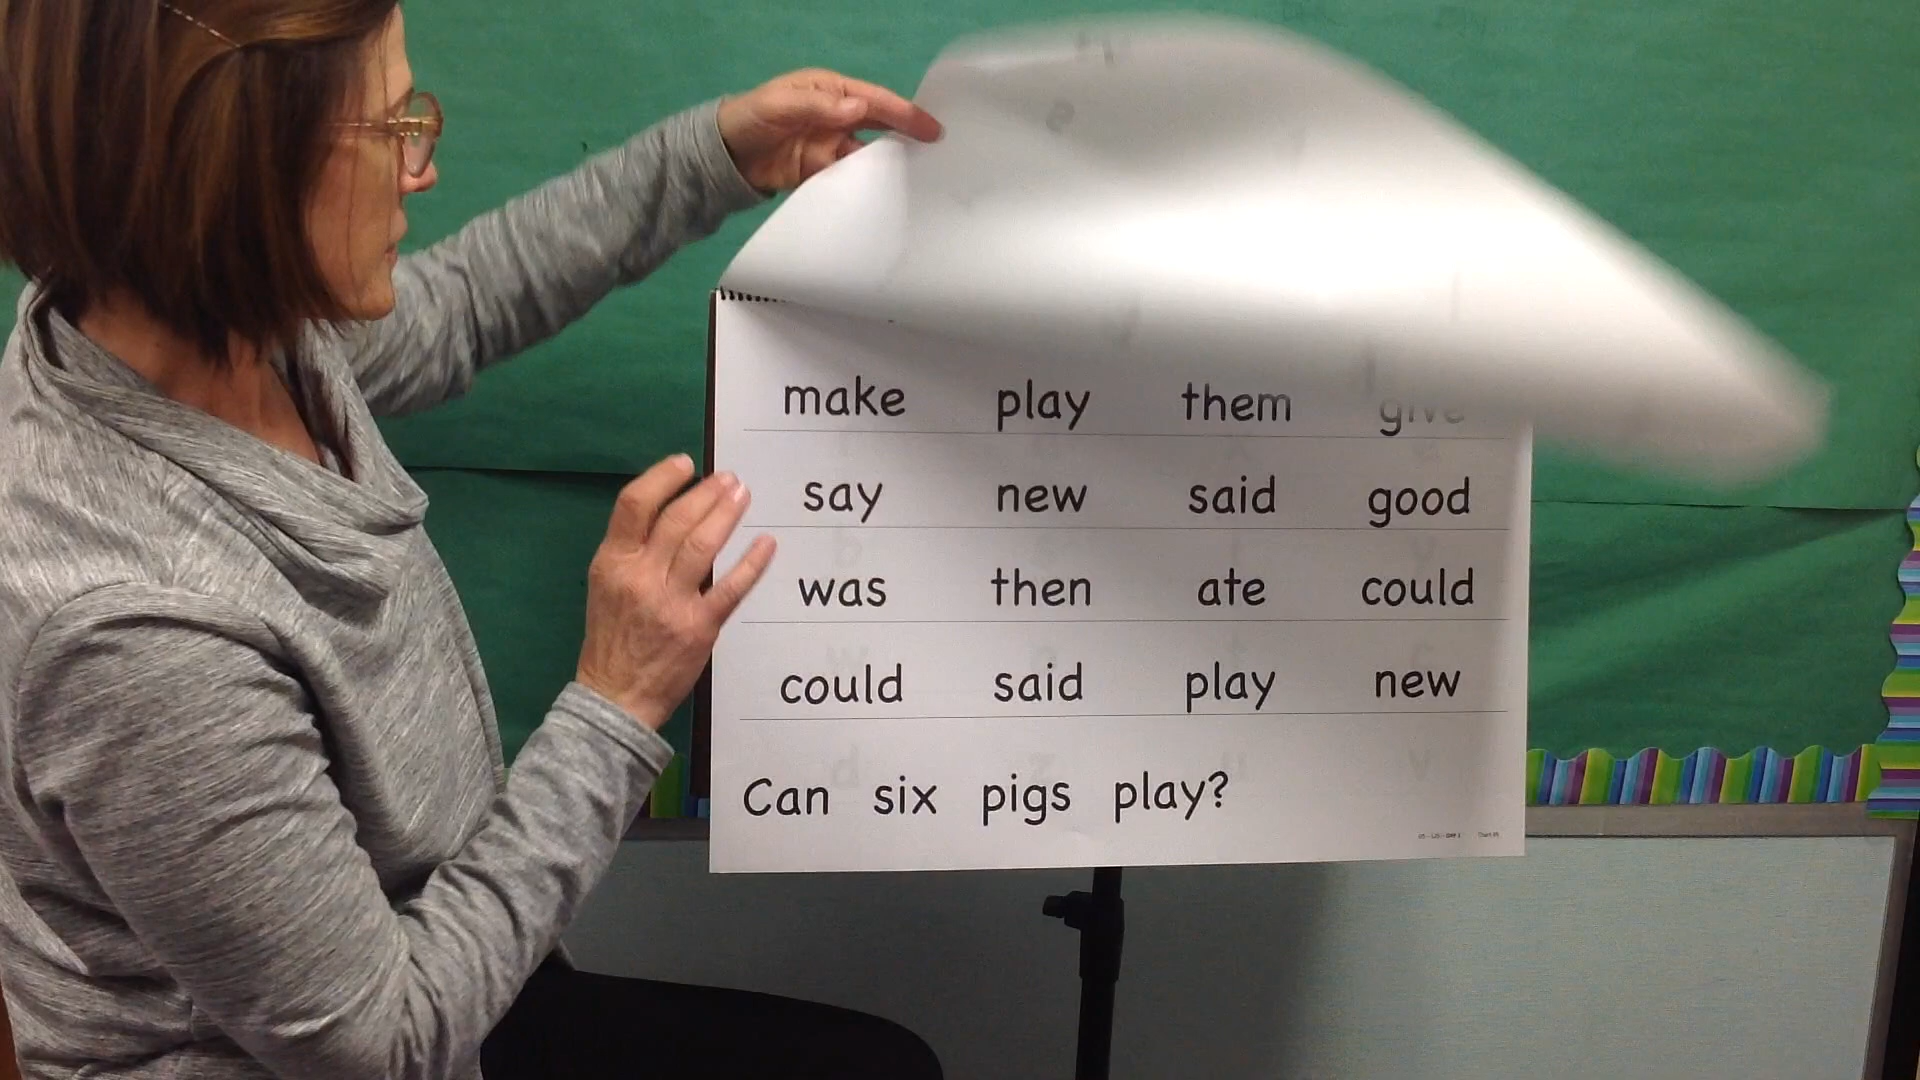 make play them give
say new said good
was then ate could
could said play new
Can six pigs play?